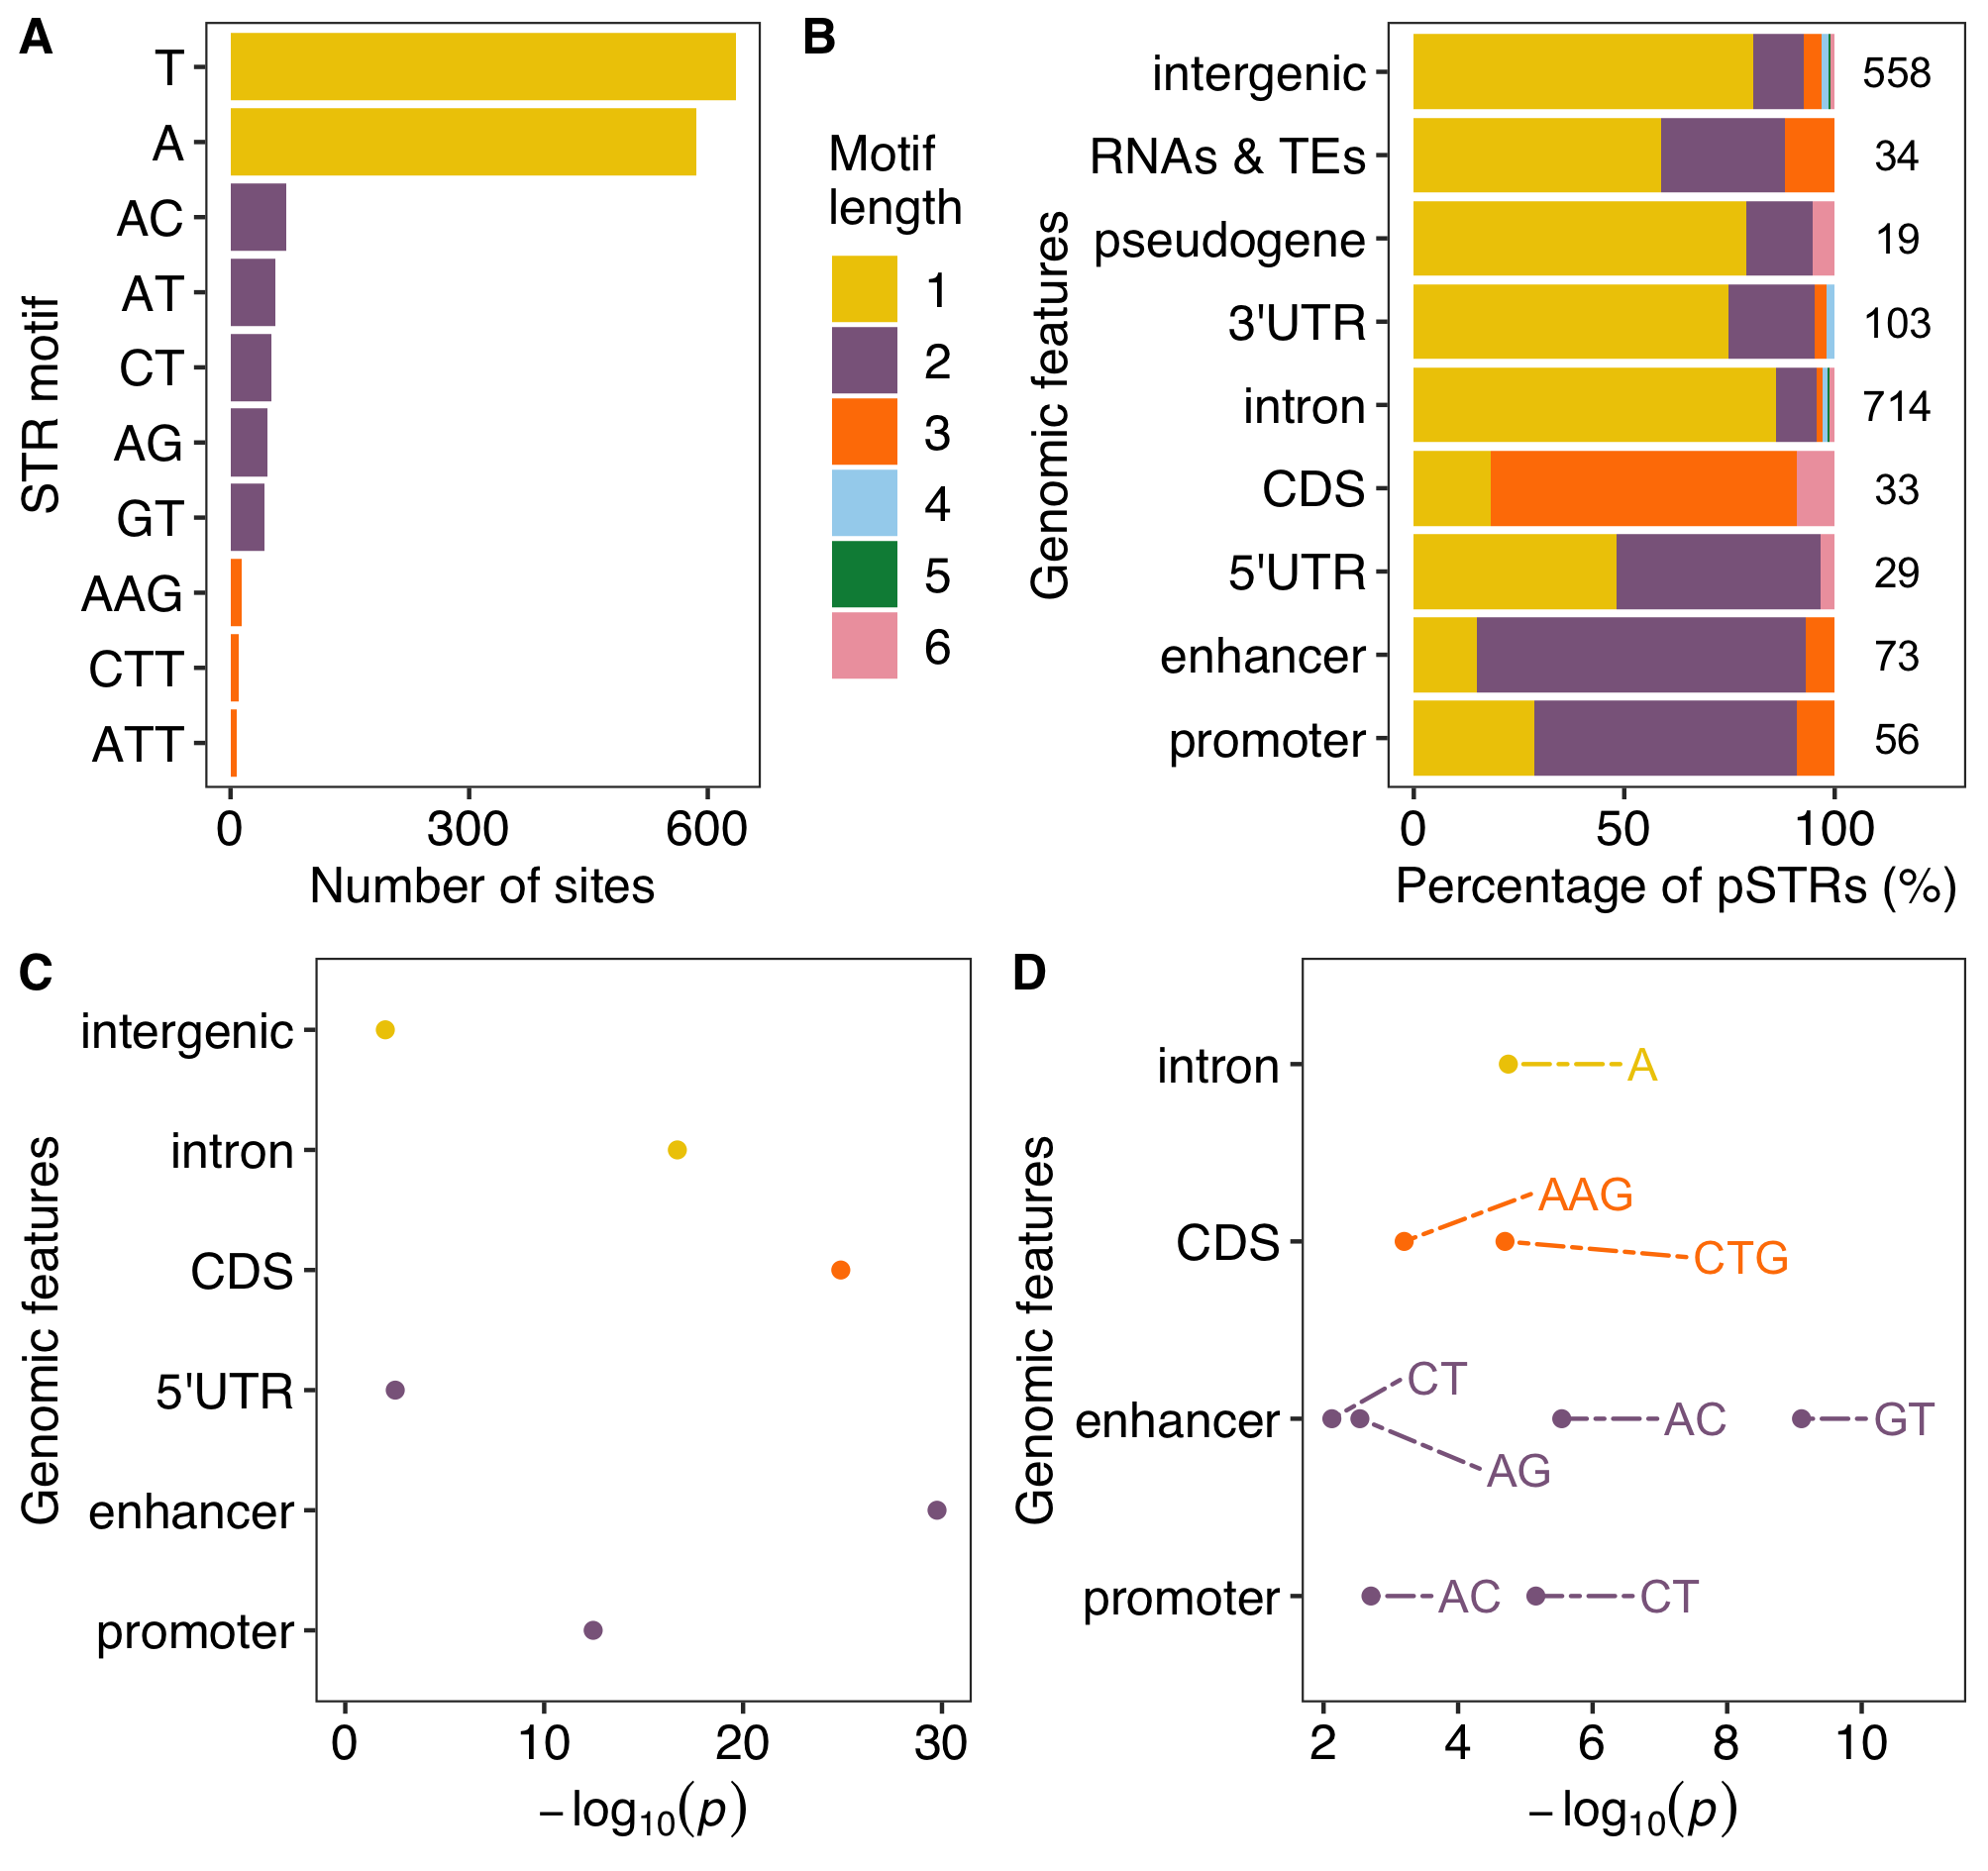 A
STR motif
T
A
AC
AT
CT
AG
GT
AAG
CTT
ATT
0 300 600
Number of sites
Motif
length
1
2
3
4
5
6
B
Genomic features
intergenic 558
RNAs & TEs 34
pseudogene 19
3'UTR 103
intron 714
CDS 33
5'UTR 29
enhancer 73
promoter 56
0 50 100
Percentage of pSTRs (%)
C
Genomic features
intergenic
intron
CDS
5'UTR
enhancer
promoter
0 10 20 30
−log₁₀(p)
D
Genomic features
intron A
AAG
CDS
CTG
CT
enhancer AC GT
AG
promoter AC CT
2 4 6 8 10
−log₁₀(p)